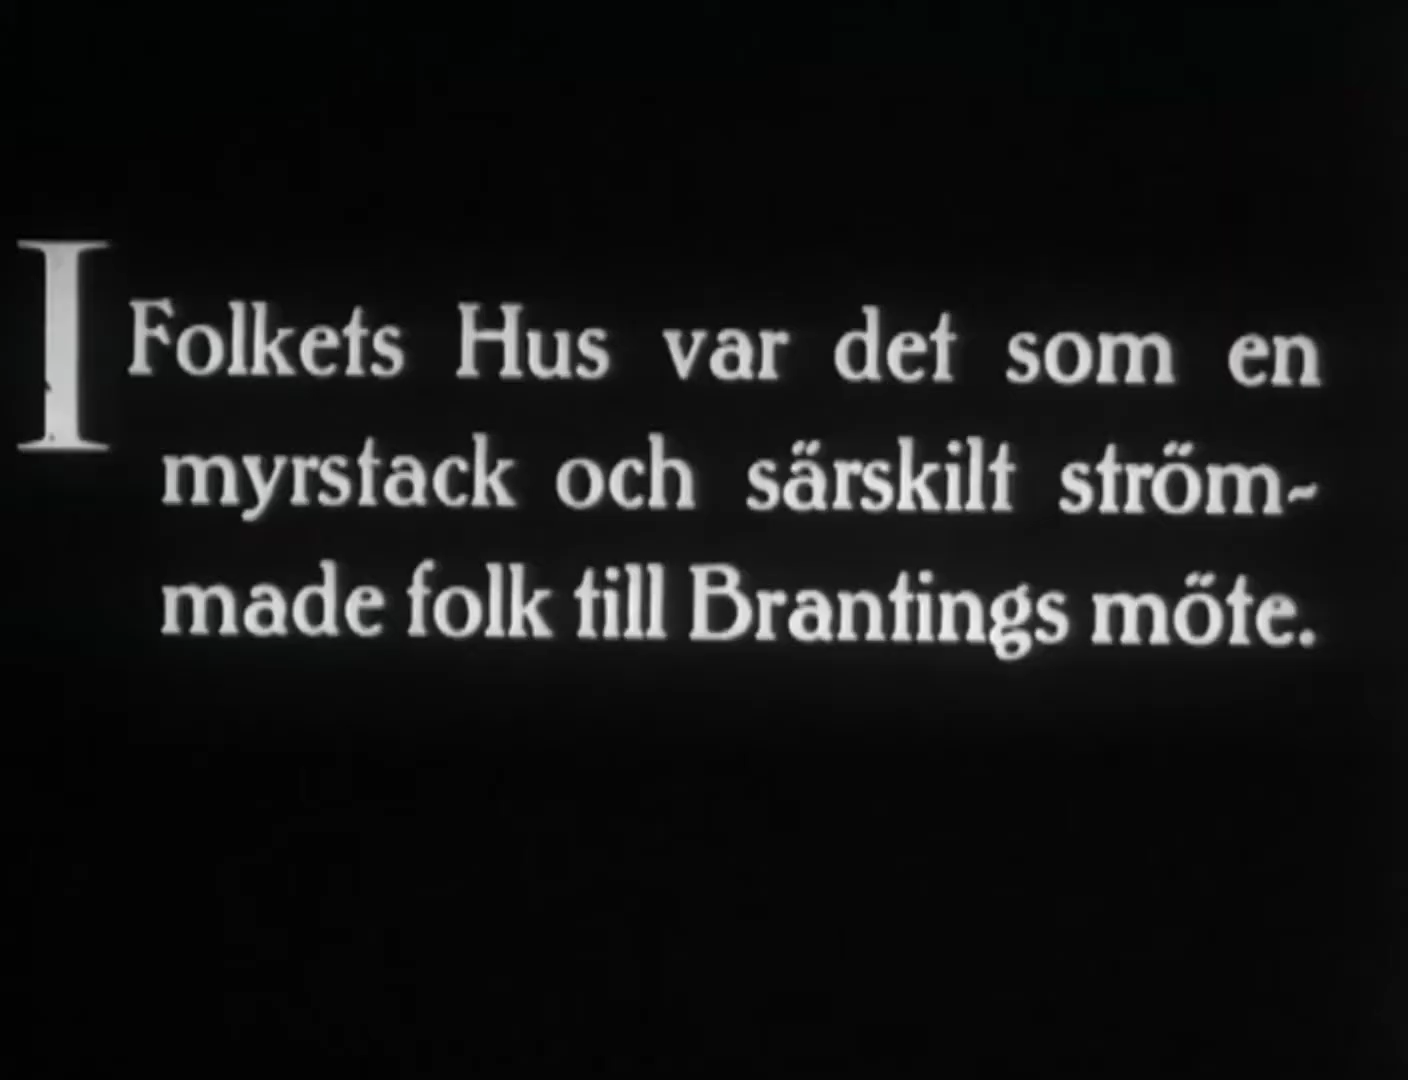 I Folkets Hus var det som en
myrstack och särskilt ström-
made folk till Brantings möte.